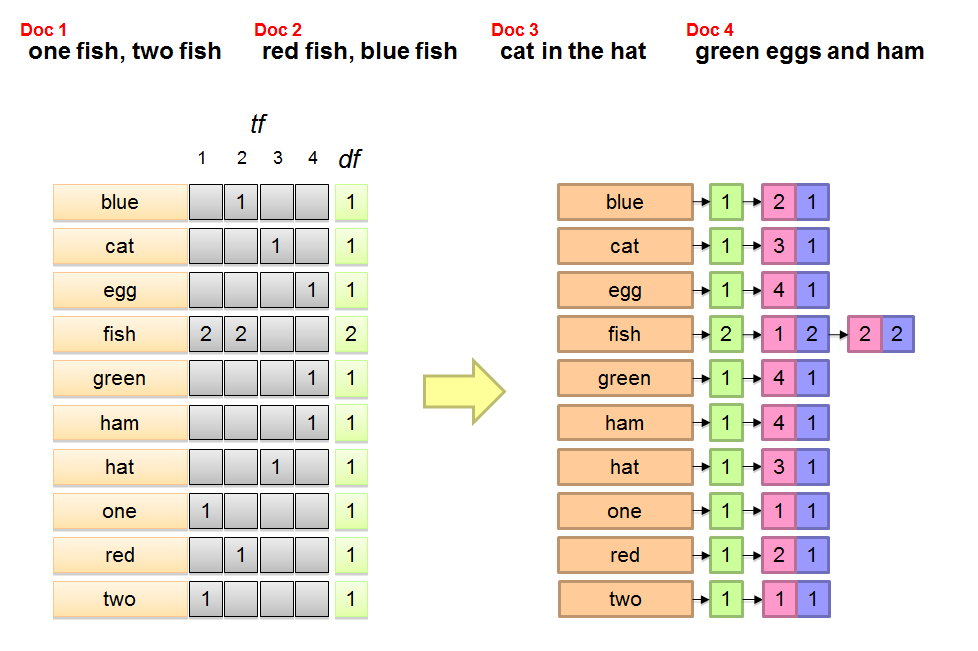 Doc 1 Doc 2 Doc 3 Doc 4
one fish, two fish red fish, blue fish cat in the hat green eggs and ham
tf
1 2 3 4 df
blue 1 1 blue 1 2 1
cat 1 1 cat 1 3 1
egg 1 1 egg 1 4 1
fish 2 2 2 fish 2 1 2 2 2
green 1 1 green 1 4 1
ham 1 1 ham 1 4 1
hat 1 1 hat 1 3 1
one 1 1 one 1 1 1
red 1 1 red 1 2 1
two 1 1 two 1 1 1